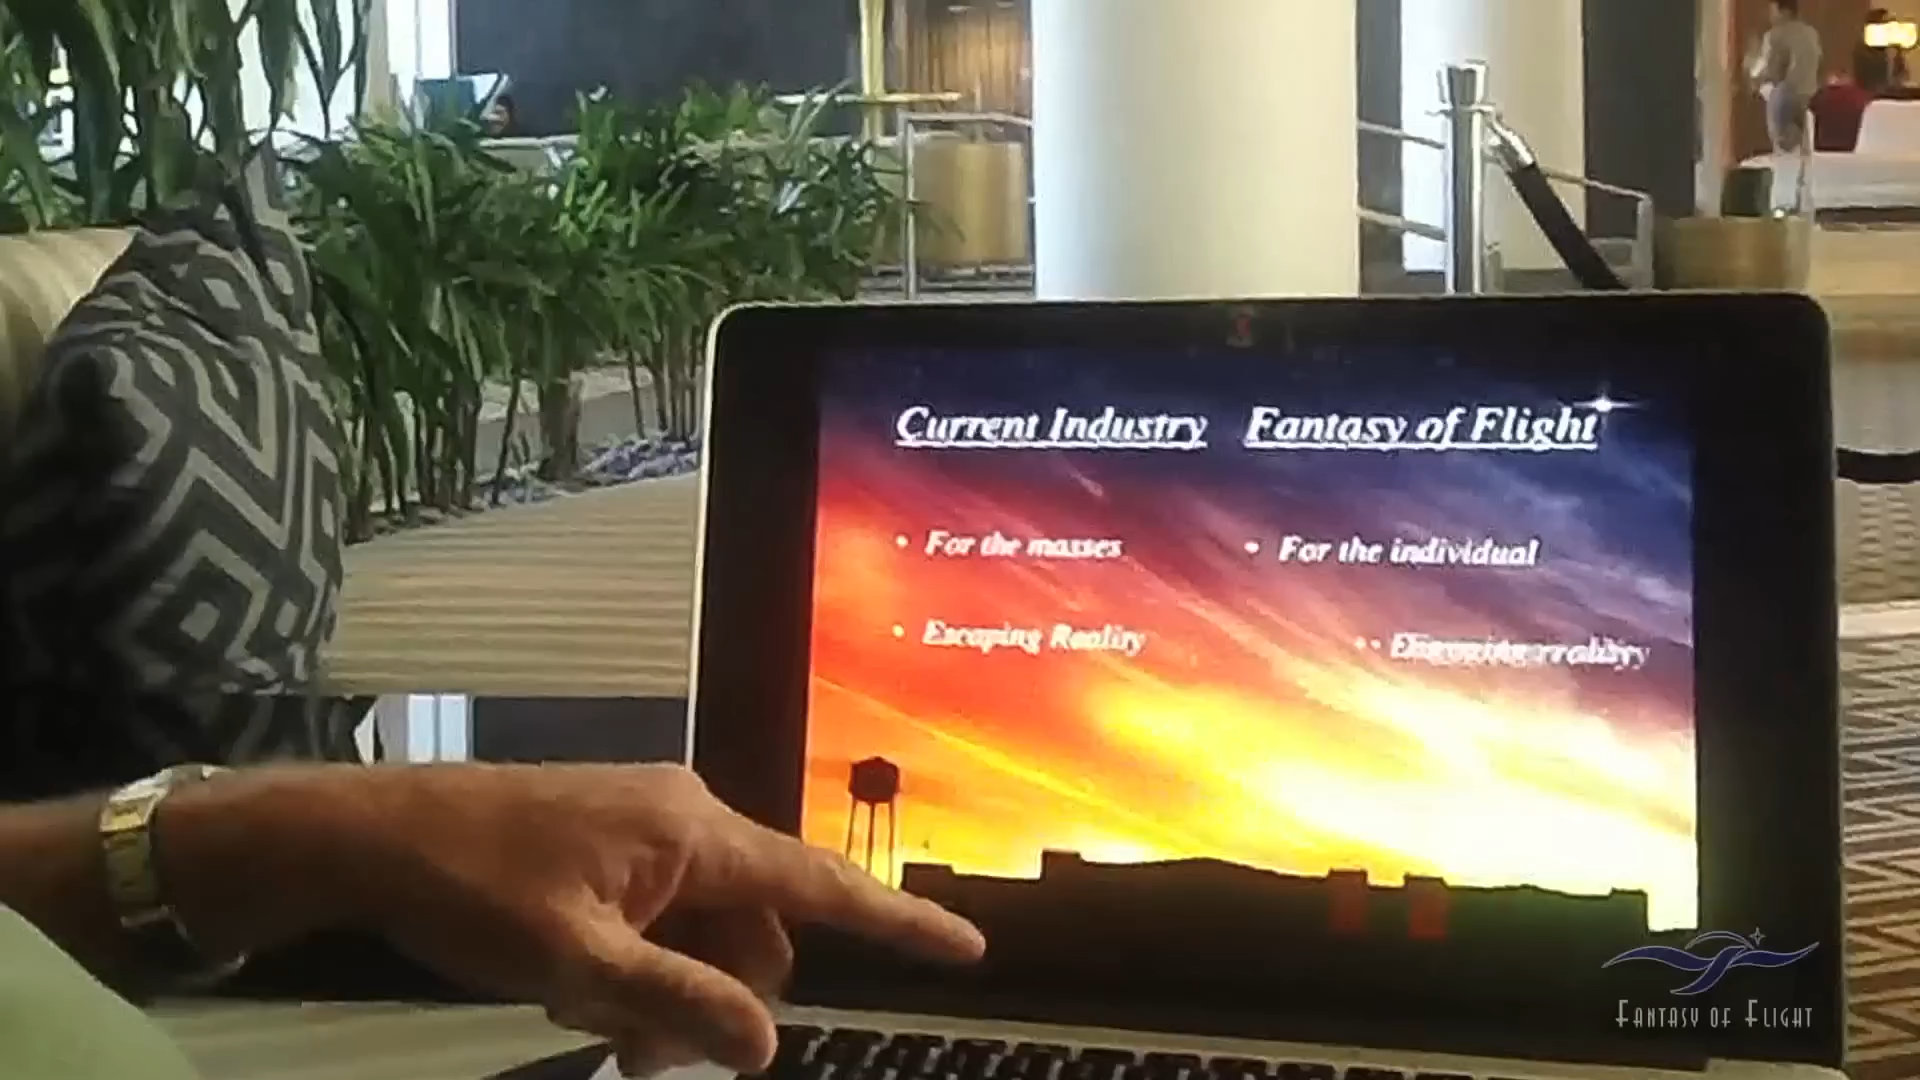 Current Industry Fantasy of Flight
• For the masses • For the individual
• Escaping Reality
FANTASY OF FLIGHT